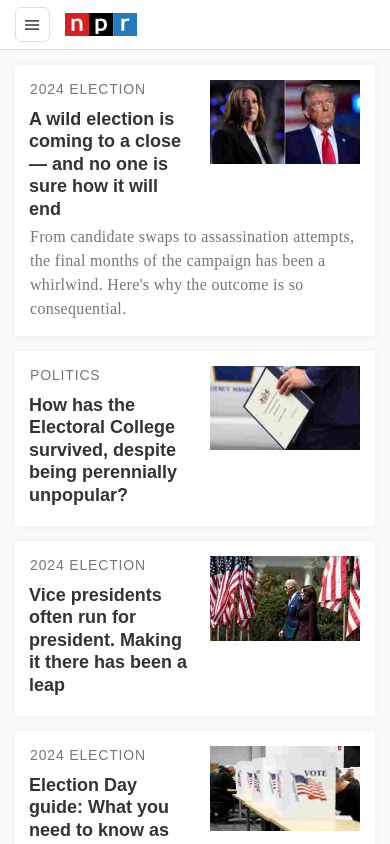 npr
2024 ELECTION
A wild election is
coming to a close
— and no one is
sure how it will
end
From candidate swaps to assassination attempts,
the final months of the campaign has been a
whirlwind. Here's why the outcome is so
consequential.
POLITICS
How has the
Electoral College
survived, despite
being perennially
unpopular?
2024 ELECTION
Vice presidents
often run for
president. Making
it there has been a
leap
2024 ELECTION
Election Day
guide: What you
need to know as
VOTE